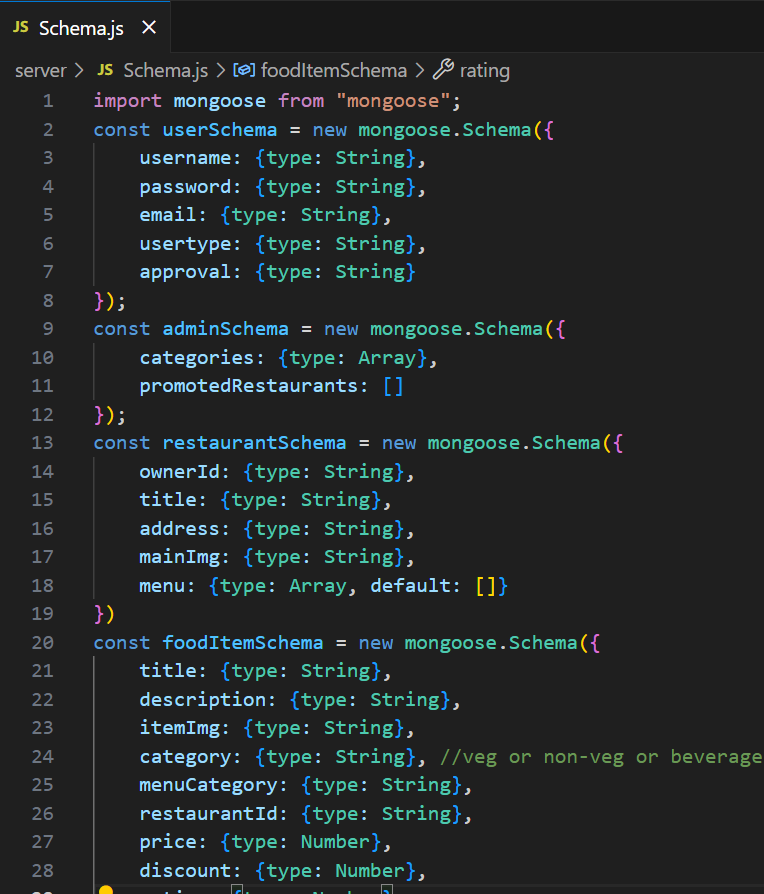 JS Schema.js ×
server > JS Schema.js > foodItemSchema > rating
1 import mongoose from "mongoose";
2 const userSchema = new mongoose.Schema({
3     username: {type: String},
4     password: {type: String},
5     email: {type: String},
6     usertype: {type: String},
7     approval: {type: String}
8 });
9 const adminSchema = new mongoose.Schema({
10     categories: {type: Array},
11     promotedRestaurants: []
12 });
13 const restaurantSchema = new mongoose.Schema({
14     ownerId: {type: String},
15     title: {type: String},
16     address: {type: String},
17     mainImg: {type: String},
18     menu: {type: Array, default: []}
19 })
20 const foodItemSchema = new mongoose.Schema({
21     title: {type: String},
22     description: {type: String},
23     itemImg: {type: String},
24     category: {type: String}, //veg or non-veg or beverage
25     menuCategory: {type: String},
26     restaurantId: {type: String},
27     price: {type: Number},
28     discount: {type: Number},